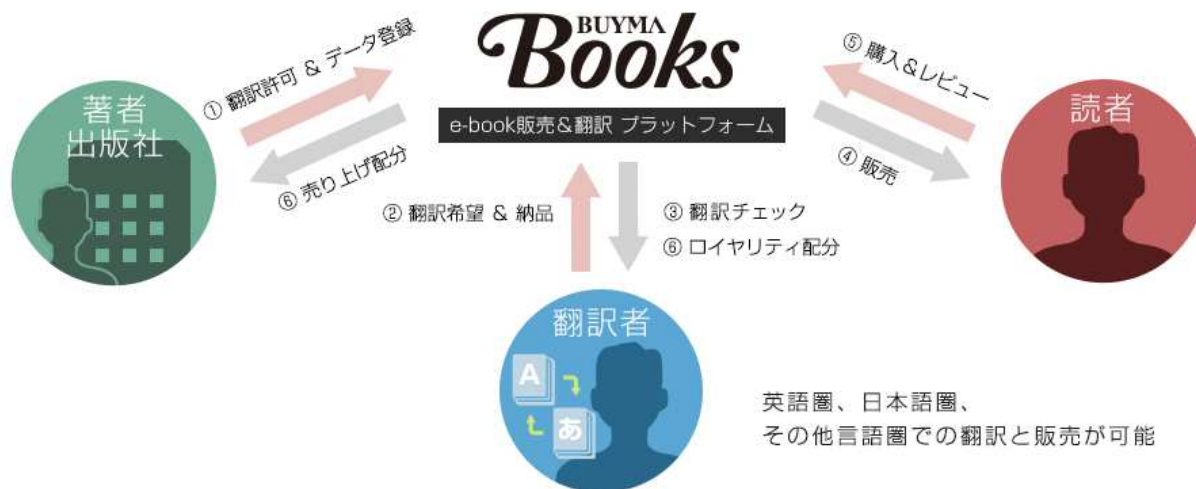 BUYMA
Books
e-book販売&翻訳 プラットフォーム
著者
出版社
① 翻訳許可 & データ登録
⑥ 売り上げ配分
② 翻訳希望 & 納品
③ 翻訳チェック
⑥ ロイヤリティ配分
⑤ 購入&レビュー
④ 販売
読者
翻訳者
A
あ
英語圏、日本語圏、
その他言語圏での翻訳と販売が可能